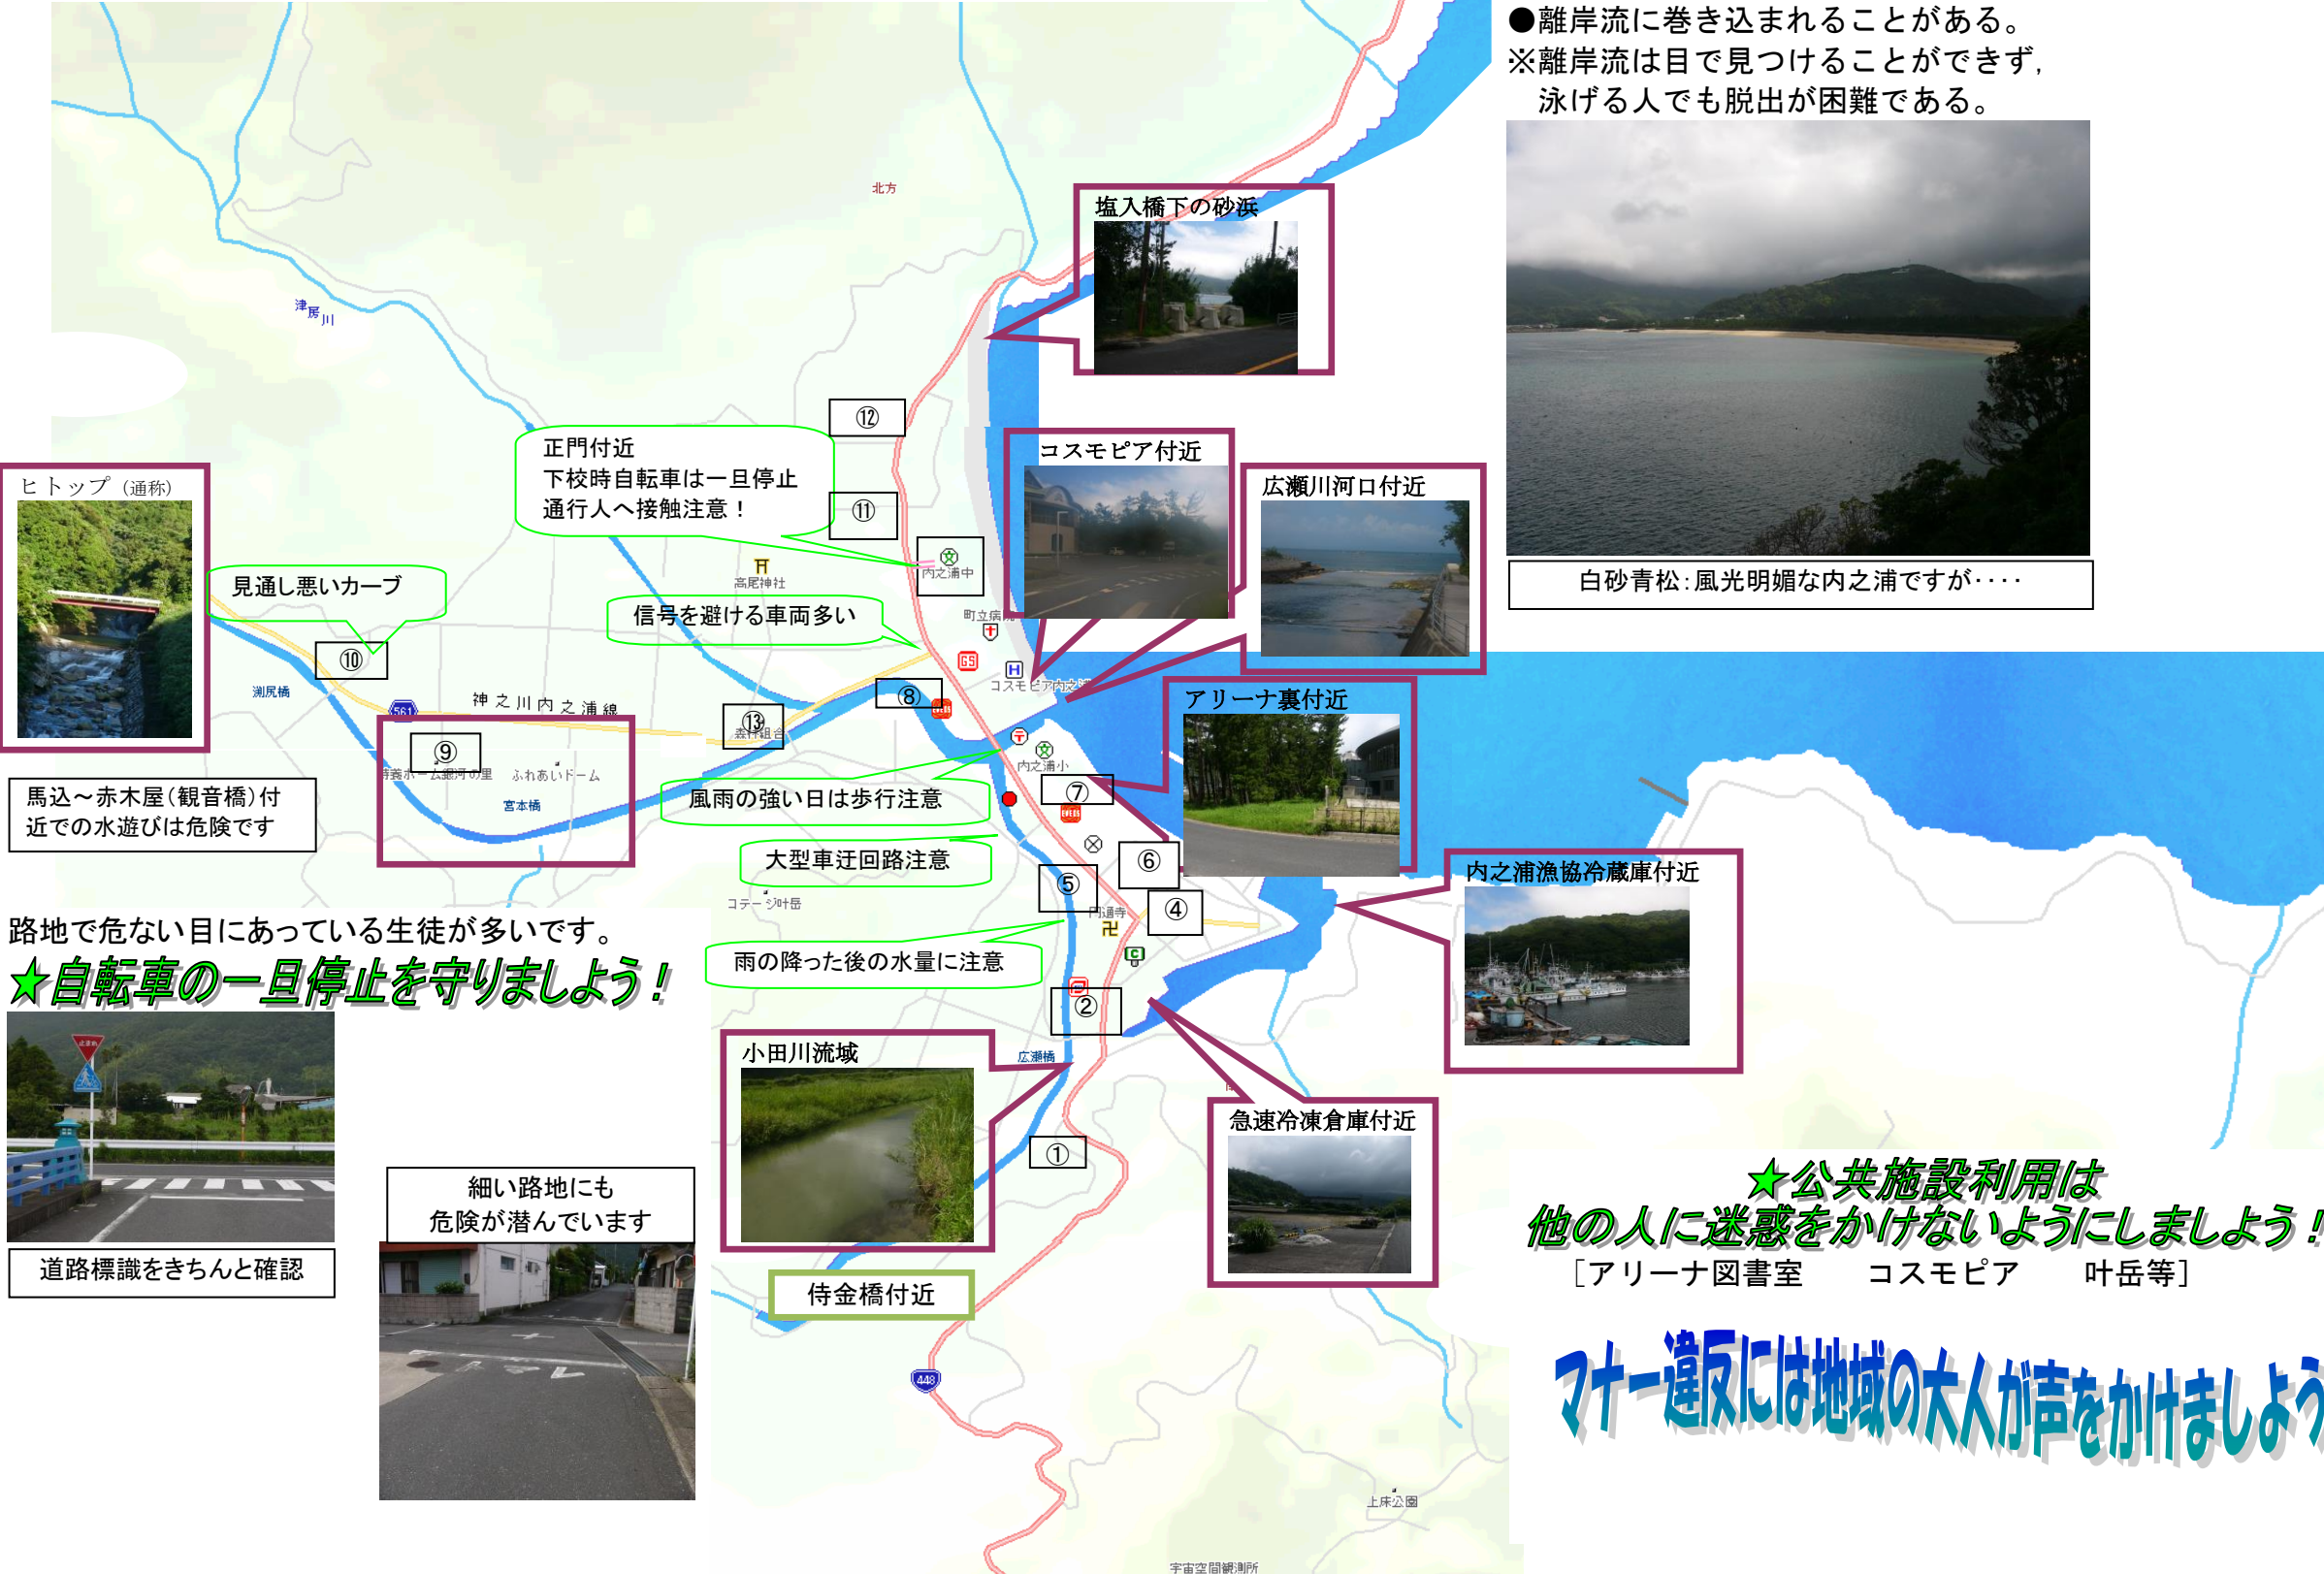 ●離岸流に巻き込まれることがある。
※離岸流は目で見つけることができず,
泳げる人でも脱出が困難である。
白砂青松:風光明媚な内之浦ですが‥‥
北方
塩入橋下の砂浜
津房川
⑫
正門付近
下校時自転車は一旦停止
通行人へ接触注意！
⑪
コスモピア付近
広瀬川河口付近
ヒトップ（通称）
内之浦中
高尾神社
見通し悪いカーブ
信号を避ける車両多い
町立病
GS
H
コスモピア内之浦
⑩
渕尻橋
561
神之川内之浦線
⑧
⑬
森林組合
アリーナ裏付近
⑨
ふれあいドーム
宮本橋
内之浦小
⑦
馬込～赤木屋（観音橋）付
近での水遊びは危険です
風雨の強い日は歩行注意
大型車迂回路注意
⑥
⑤
④
コテージ叶岳
円通寺
内之浦漁協冷蔵庫付近
雨の降った後の水量に注意
②
路地で危ない目にあっている生徒が多いです。
★自転車の一旦停止を守りましよう！
小田川流域
広瀬橋
急速冷凍倉庫付近
①
止まれ
道路標識をきちんと確認
細い路地にも
危険が潜んでいます
侍金橋付近
448
★公共施設利用は
他の人に迷惑をかけないようにしましよう！
［アリーナ図書室　　コスモピア　　叶岳等］
マナー違反には地域の大人が声をかけましよう
上床公園
宇宙空間観測所